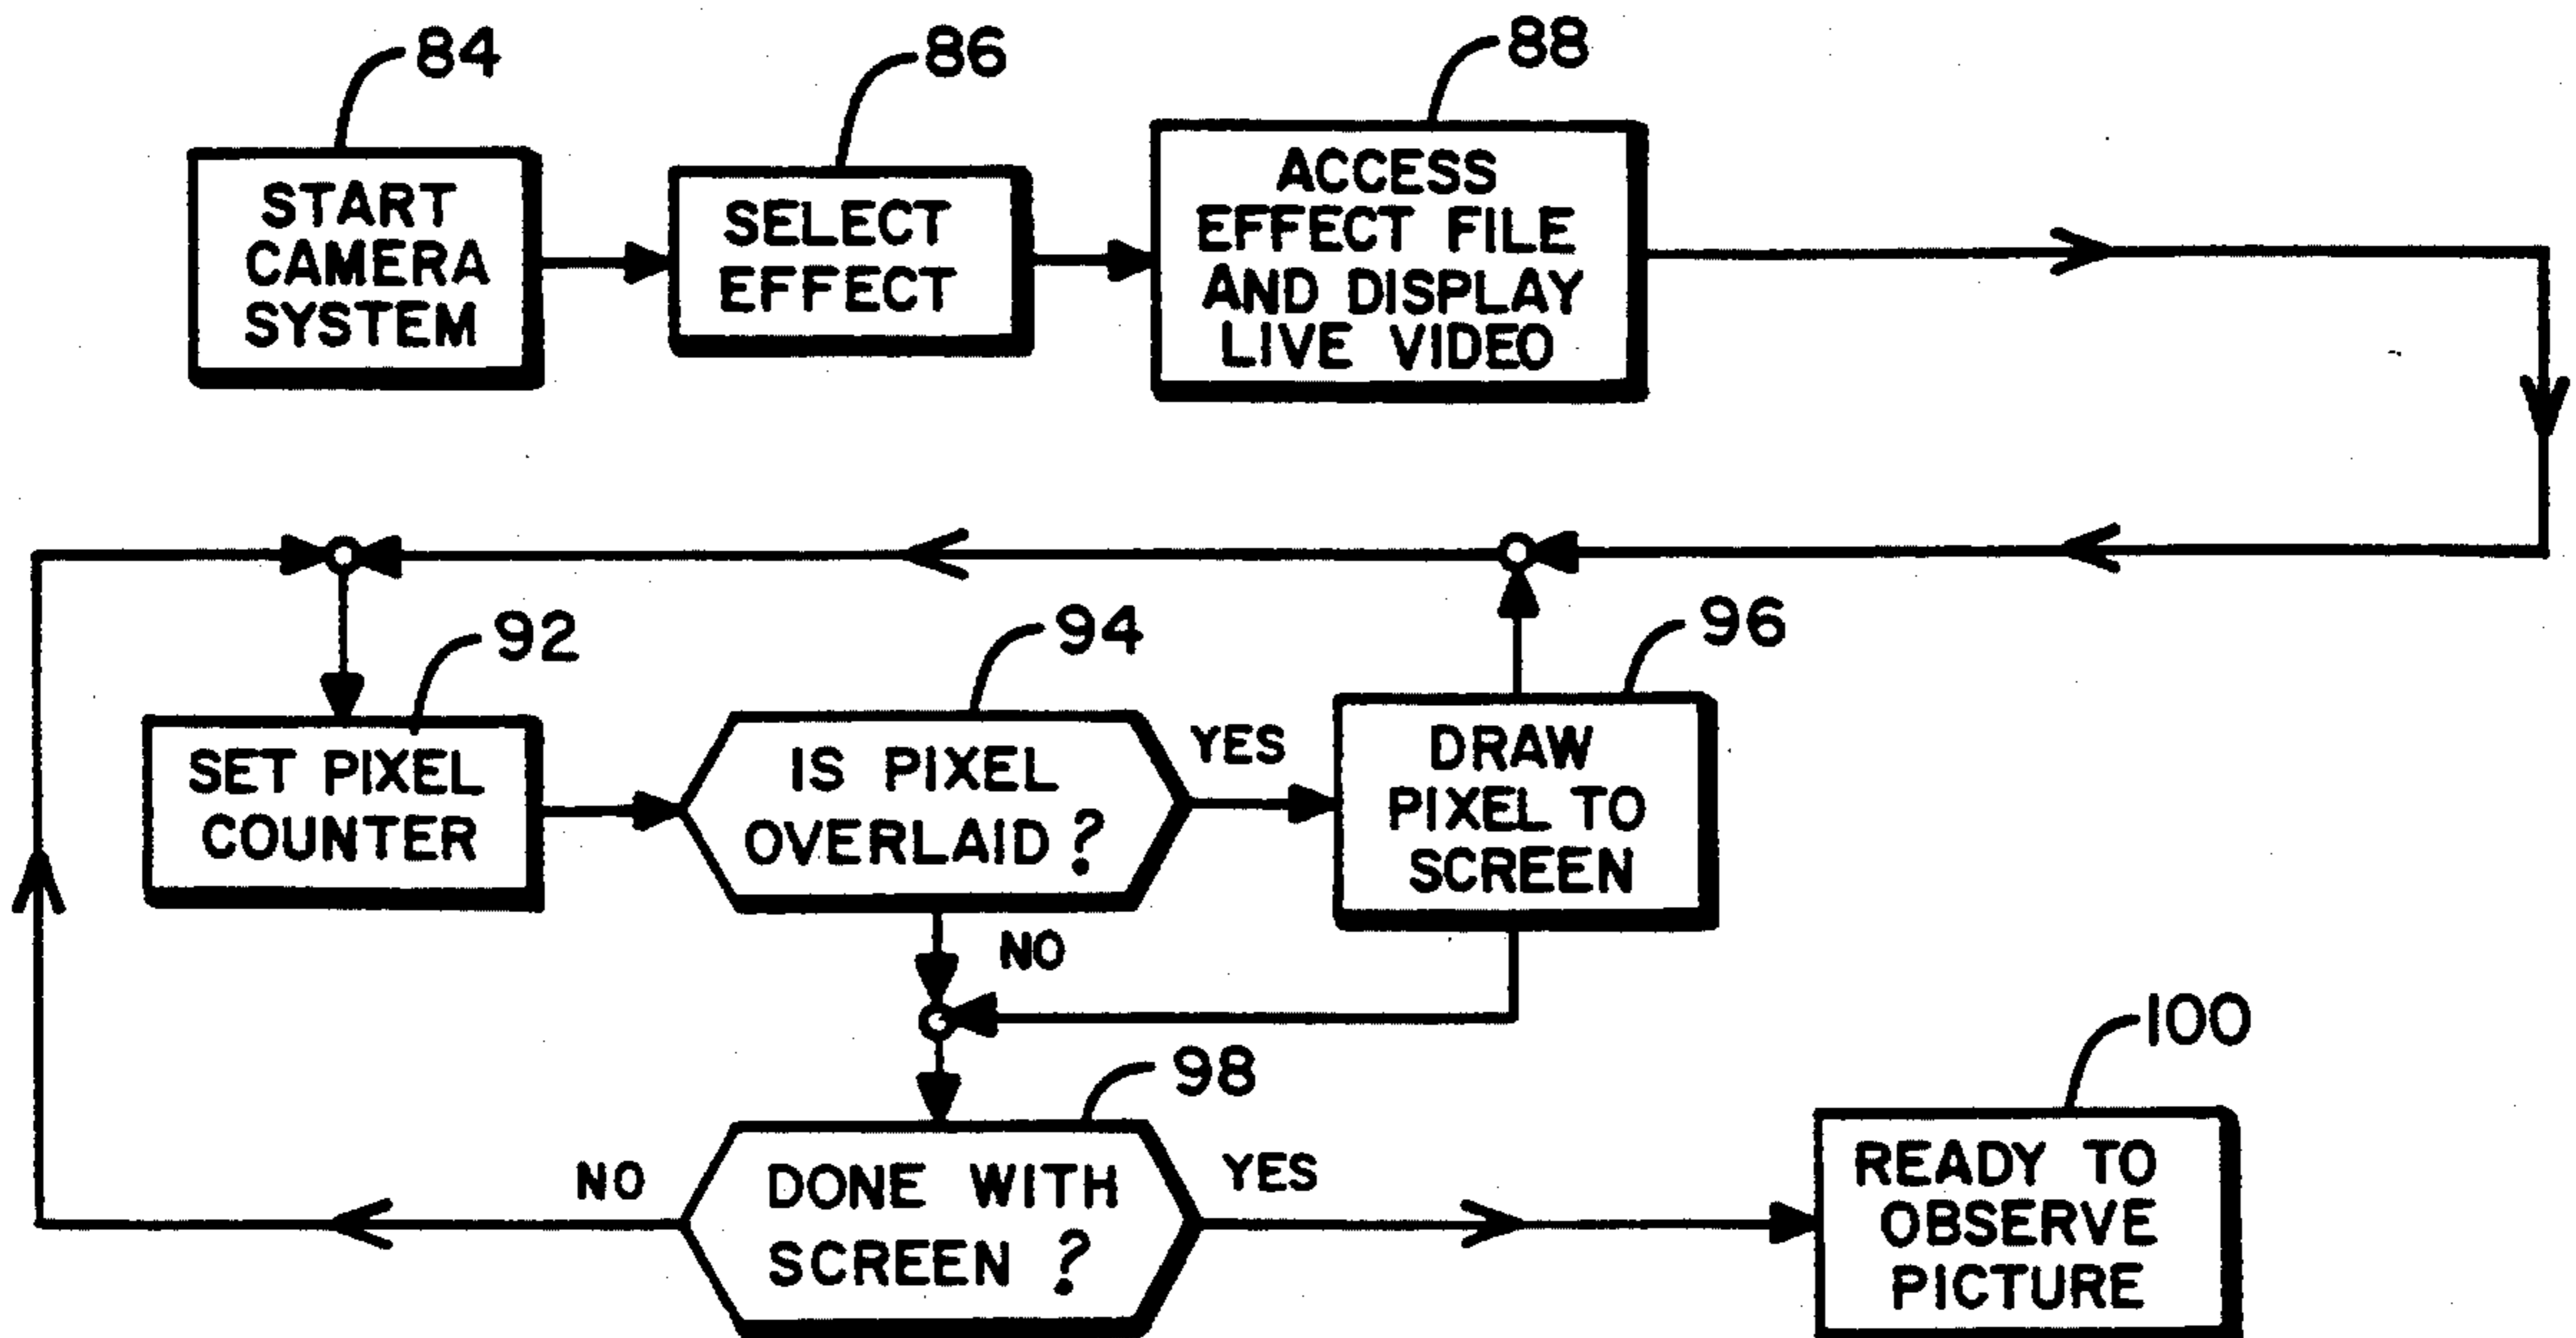 84
START
CAMERA
SYSTEM
86
SELECT
EFFECT
88
ACCESS
EFFECT FILE
AND DISPLAY
LIVE VIDEO
92
SET PIXEL
COUNTER
94
IS PIXEL
OVERLAID ?
YES
NO
96
DRAW
PIXEL TO
SCREEN
98
DONE WITH
SCREEN ?
NO
YES
100
READY TO
OBSERVE
PICTURE